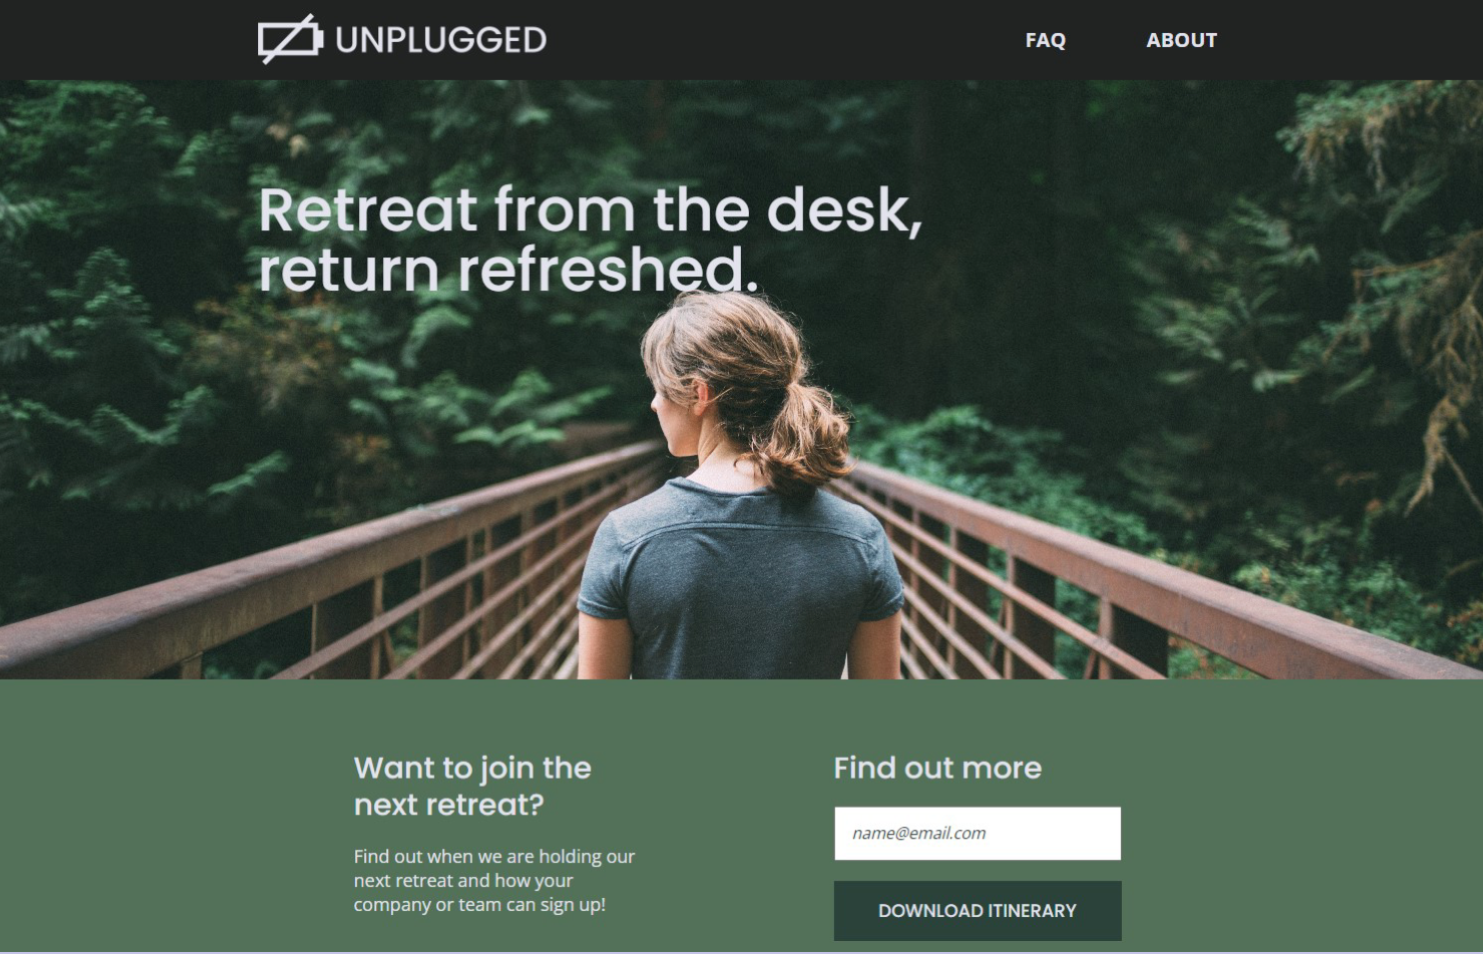 UNPLUGGED
FAQ
ABOUT
Retreat from the desk,
return refreshed.
Want to join the
next retreat?
Find out when we are holding our
next retreat and how your
company or team can sign up!
Find out more
name@email.com
DOWNLOAD ITINERARY